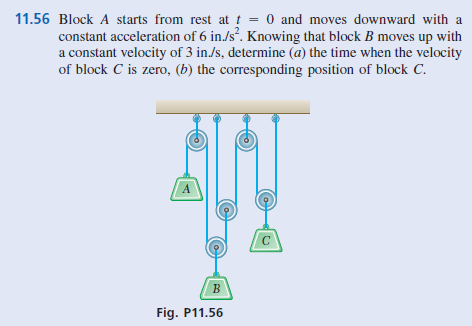 11.56 Block A starts from rest at t = 0 and moves downward with a
constant acceleration of 6 in./s². Knowing that block B moves up with
a constant velocity of 3 in./s, determine (a) the time when the velocity
of block C is zero, (b) the corresponding position of block C.
A
C
B
Fig. P11.56